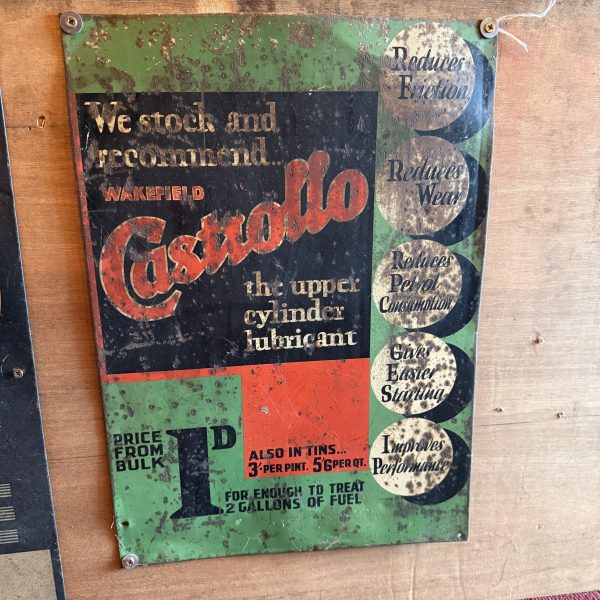 We stock and
recommend...
WAKEFIELD
Castrollo
the upper
cylinder
lubricant
Reduces
Friction
Reduces
Wear
Reduces
Petrol
Consumption
Gives
Easier
Starting
Improves
Performance
PRICE
FROM
BULK
1D
ALSO IN TINS...
3/- PER PINT. 5/6 PER QT.
FOR ENOUGH TO TREAT
2 GALLONS OF FUEL